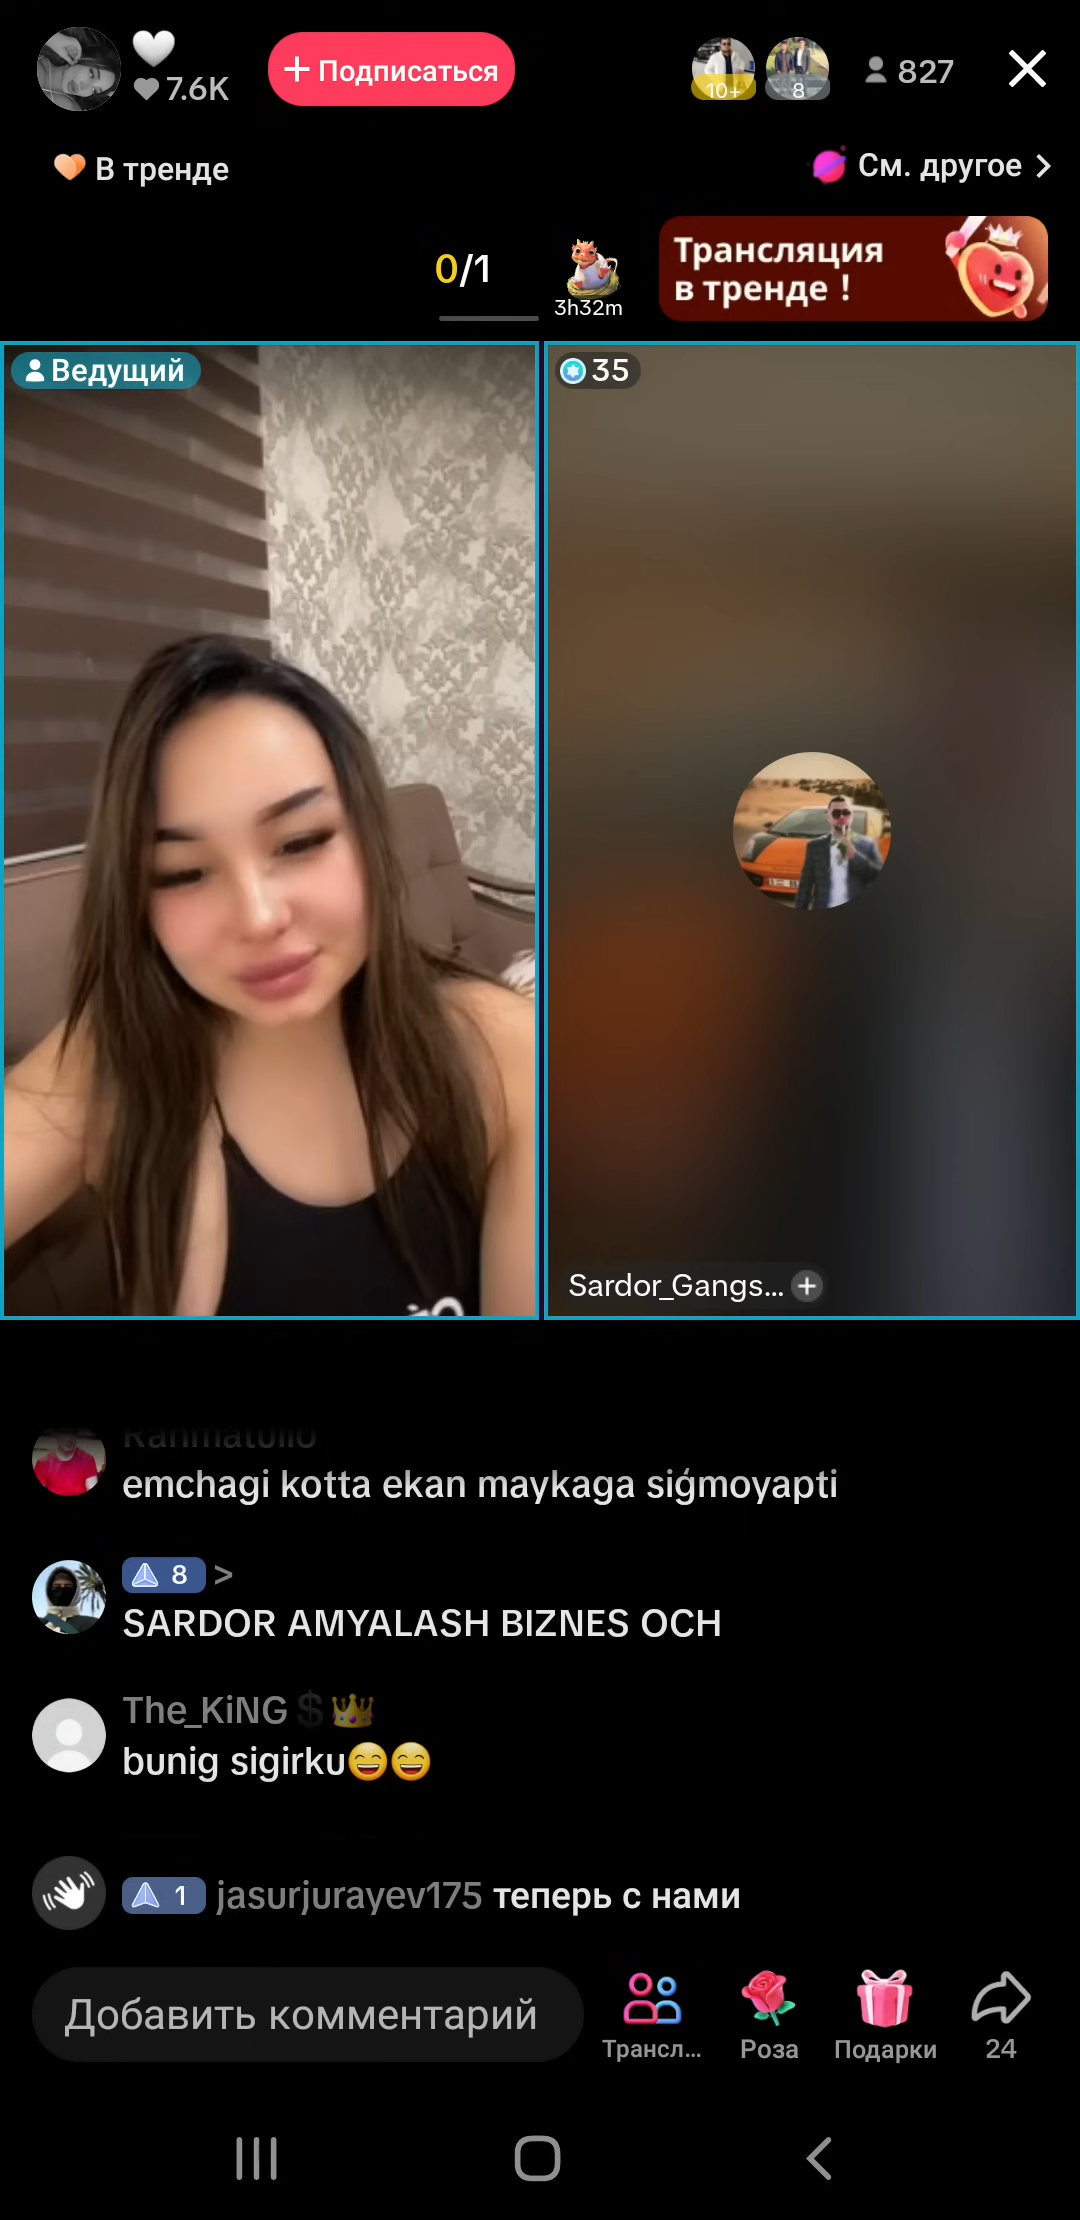 🤍
7.6K
+ Подписаться
10+
8
827
В тренде
См. другое >
0/1
3h32m
Трансляция
в тренде !
Ведущий
35
Sardor_Gangs...
Rahmatullo
emchagi kotta ekan maykaga siǵmoyapti
8 >
SARDOR AMYALASH BIZNES OCH
The_KiNG$👑
bunig sigirku😄😄
1 jasurjurayev175 теперь с нами
Добавить комментарий
Трансл...
Роза
Подарки
24